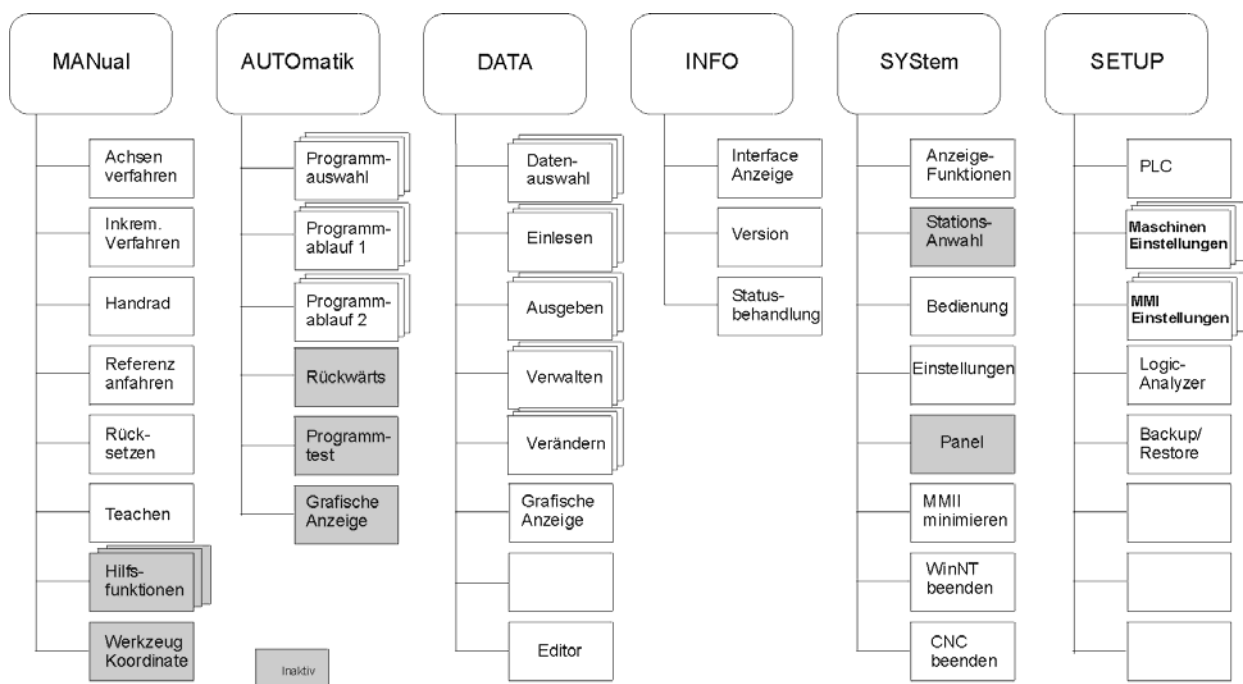 MANual
Achsen
verfahren
Inkrem.
Verfahren
Handrad
Referenz
anfahren
Rück-
setzen
Teachen
Hilfs-
funktionen
Werkzeug
Koordinate
AUTOmatik
Programm-
auswahl
Programm-
ablauf 1
Programm-
ablauf 2
Rückwärts
Programm-
test
Grafische
Anzeige
Inaktiv
DATA
Daten-
auswahl
Einlesen
Ausgeben
Verwalten
Verändern
Grafische
Anzeige
Editor
INFO
Interface
Anzeige
Version
Status-
behandlung
SYStem
Anzeige-
Funktionen
Stations-
Anwahl
Bedienung
Einstellungen
Panel
MMII
minimieren
WinNT
beenden
CNC
beenden
SETUP
PLC
Maschinen
Einstellungen
MMI
Einstellungen
Logic-
Analyzer
Backup/
Restore